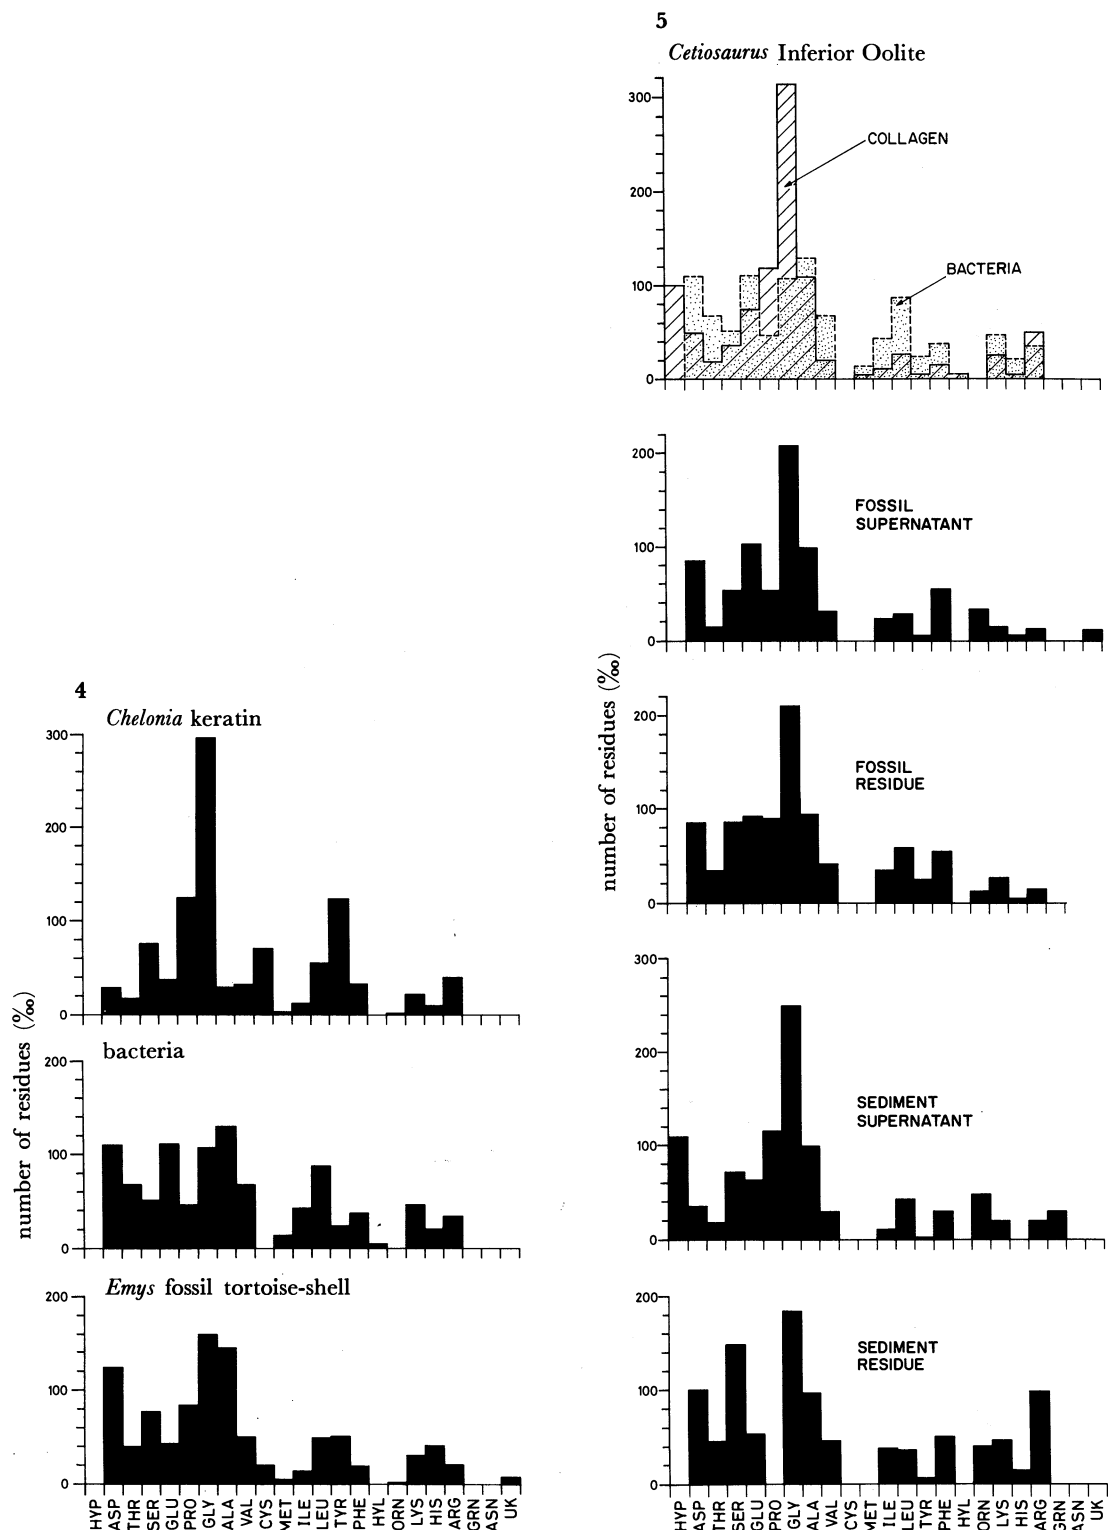 5
Cetiosaurus Inferior Oolite
300
200
100
0
COLLAGEN
BACTERIA
200
100
0
FOSSIL
SUPERNATANT
200
100
0
FOSSIL
RESIDUE
300
200
100
0
SEDIMENT
SUPERNATANT
200
100
0
SEDIMENT
RESIDUE
number of residues (‰)
HYP
ASP
THR
SER
GLU
PRO
GLY
ALA
VAL
CYS
MET
ILE
LEU
TYR
PHE
HYL
ORN
LYS
HIS
ARG
GRN
ASN
UK
4
Chelonia keratin
300
200
100
0
bacteria
200
100
0
Emys fossil tortoise-shell
200
100
0
number of residues (‰)
HYP
ASP
THR
SER
GLU
PRO
GLY
ALA
VAL
CYS
MET
ILE
LEU
TYR
PHE
HYL
ORN
LYS
HIS
ARG
GRN
ASN
UK